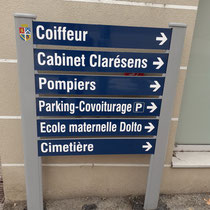 Coiffeur
Cabinet Clarésens
Pompiers
Parking-Covoiturage P
Ecole maternelle Dolto
Cimetière